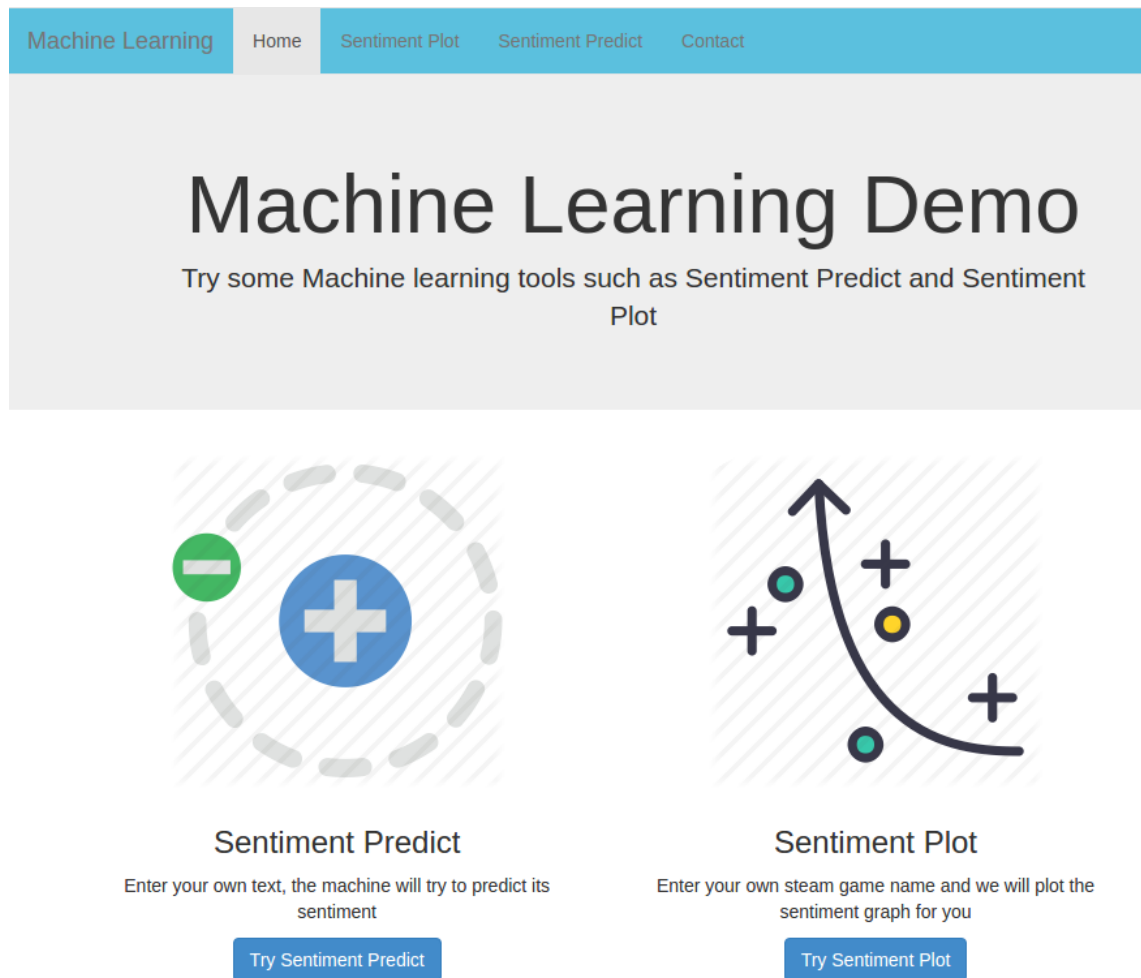 Machine Learning Home Sentiment Plot Sentiment Predict Contact
Machine Learning Demo
Try some Machine learning tools such as Sentiment Predict and Sentiment
Plot
Sentiment Predict
Enter your own text, the machine will try to predict its
sentiment
Try Sentiment Predict
Sentiment Plot
Enter your own steam game name and we will plot the
sentiment graph for you
Try Sentiment Plot